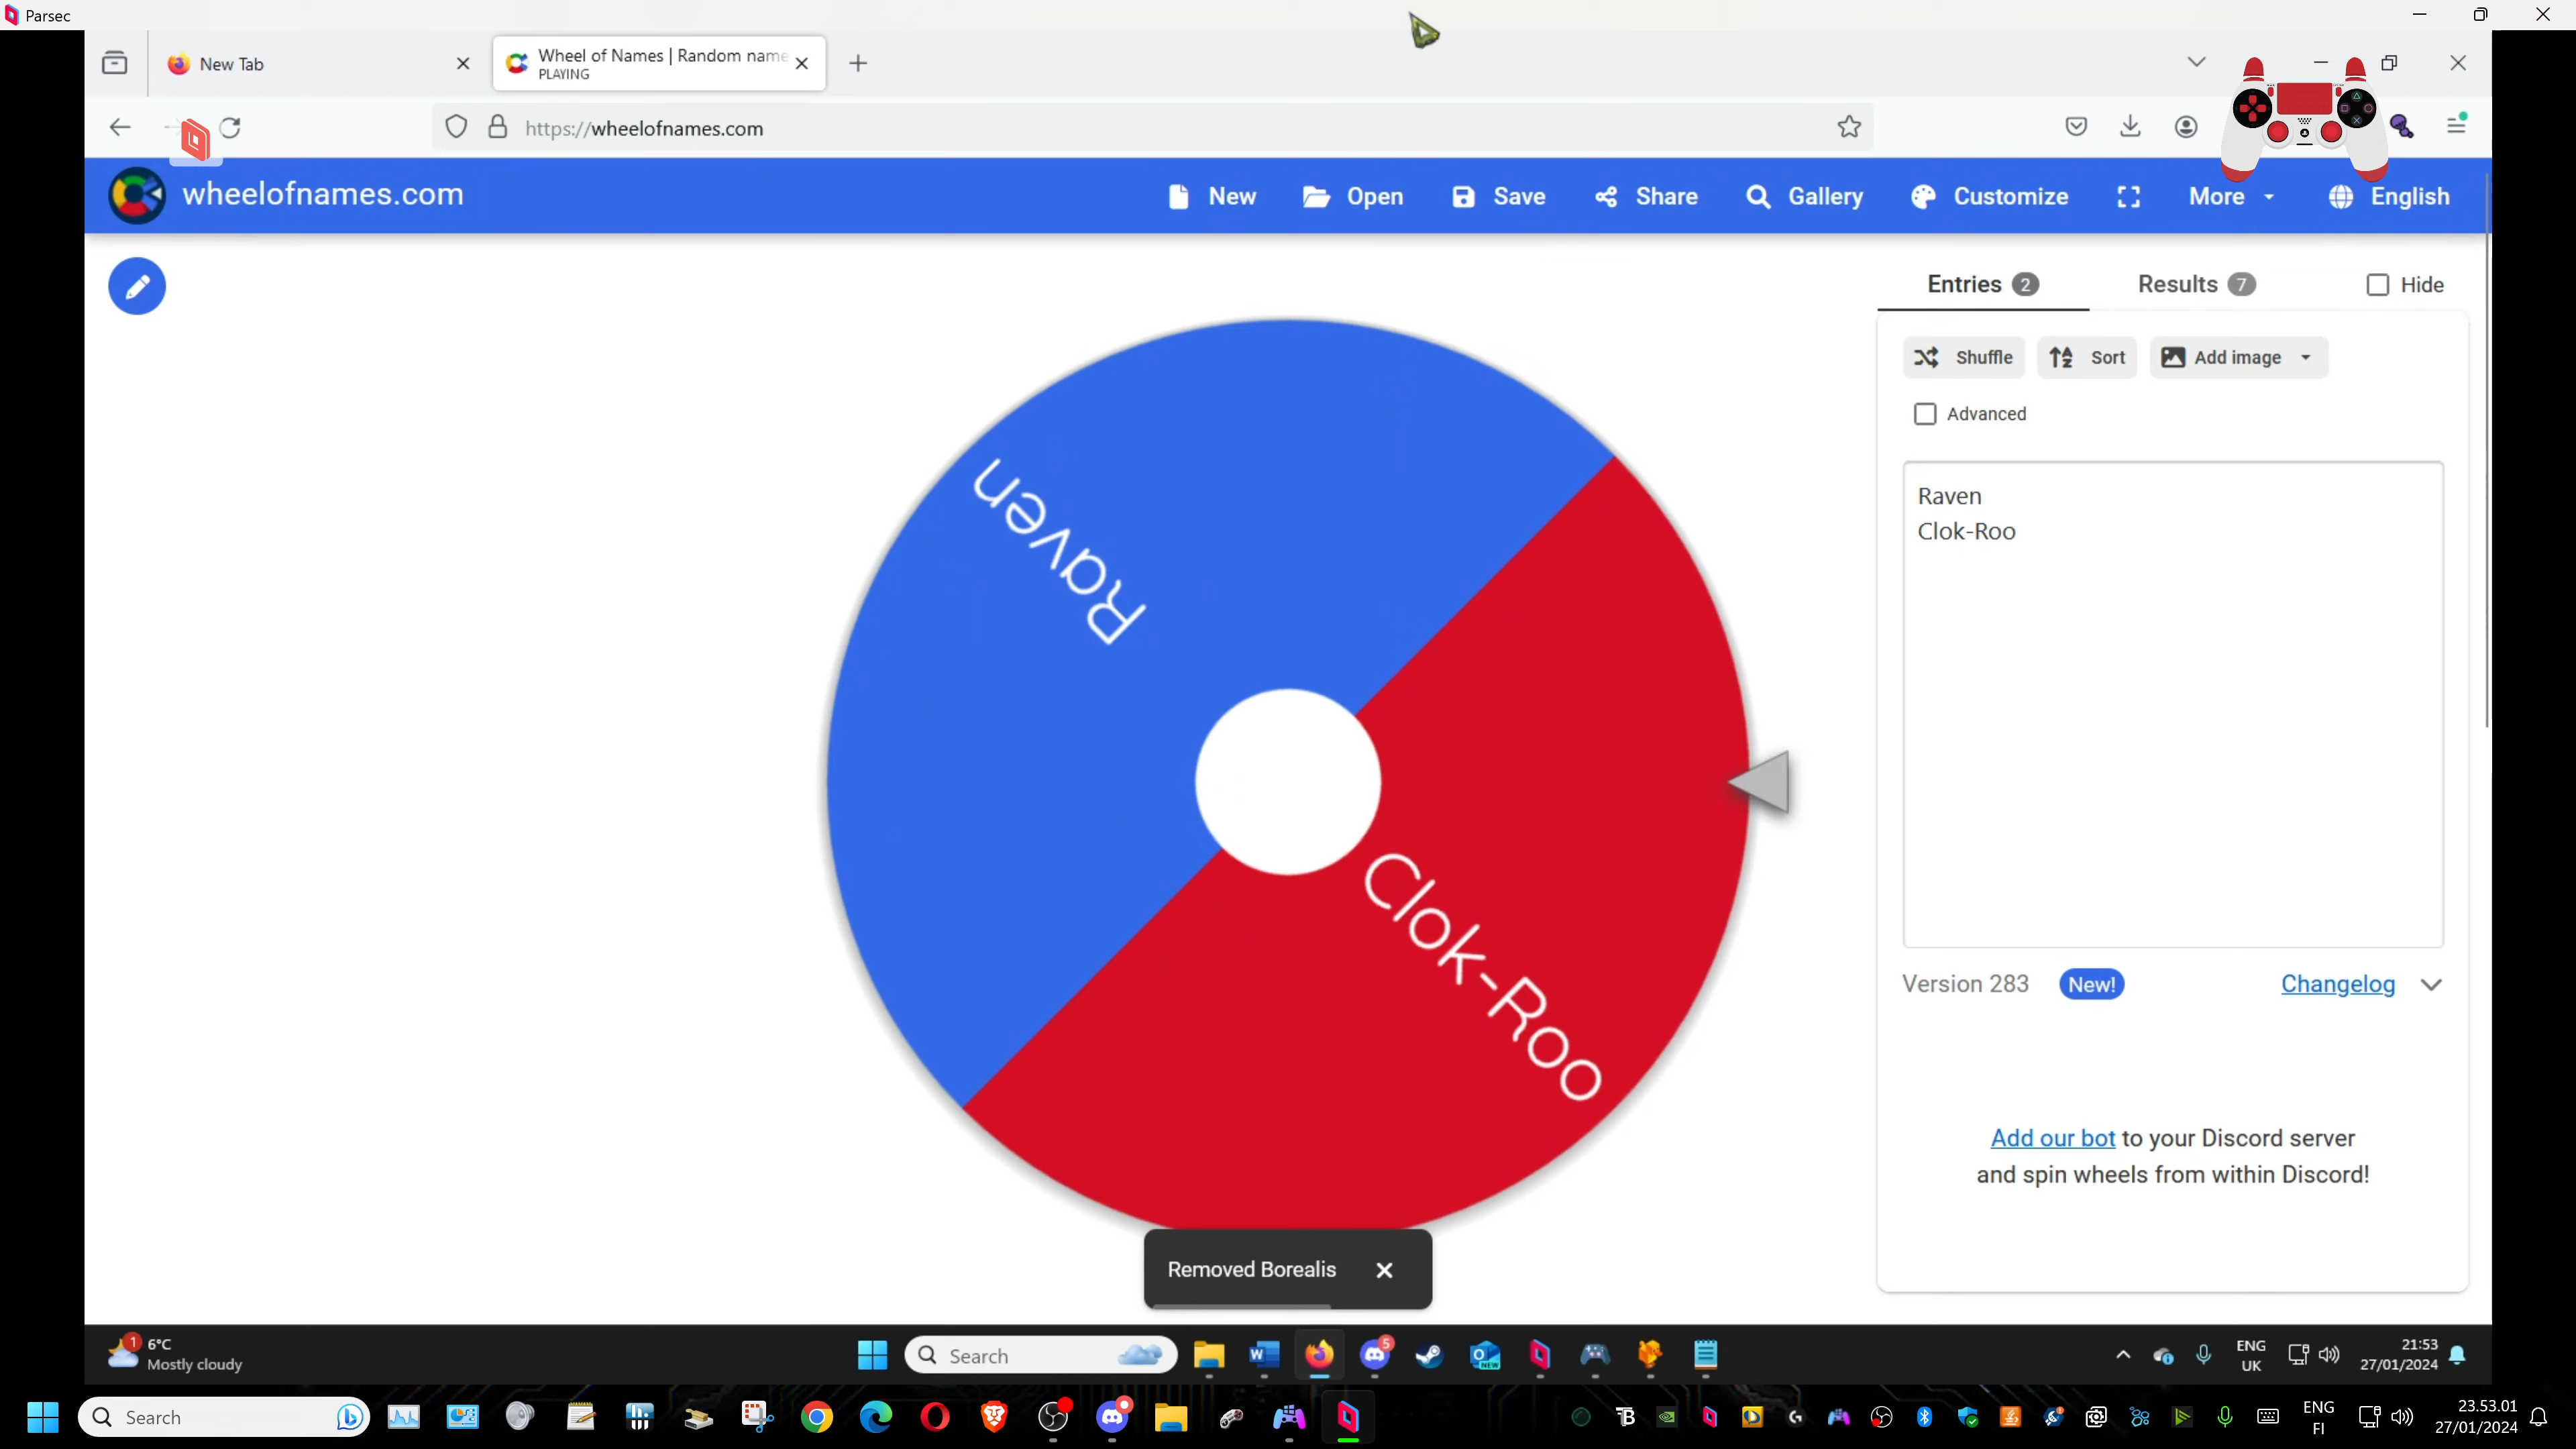 Parsec
New Tab
Wheel of Names | Random name
PLAYING
https://wheelofnames.com
wheelofnames.com
New
Open
Save
Share
Gallery
Customize
More
English
Entries 2
Results 7
Hide
Shuffle
Sort
Add image
Advanced
Raven
Clok-Roo
Raven
Clok-Roo
Version 283
New!
Changelog
Add our bot to your Discord server
and spin wheels from within Discord!
Removed Borealis
1
6°C
Mostly cloudy
Search
5
ENG
UK
21:53
27/01/2024
Search
ENG
FI
23.53.01
27/01/2024